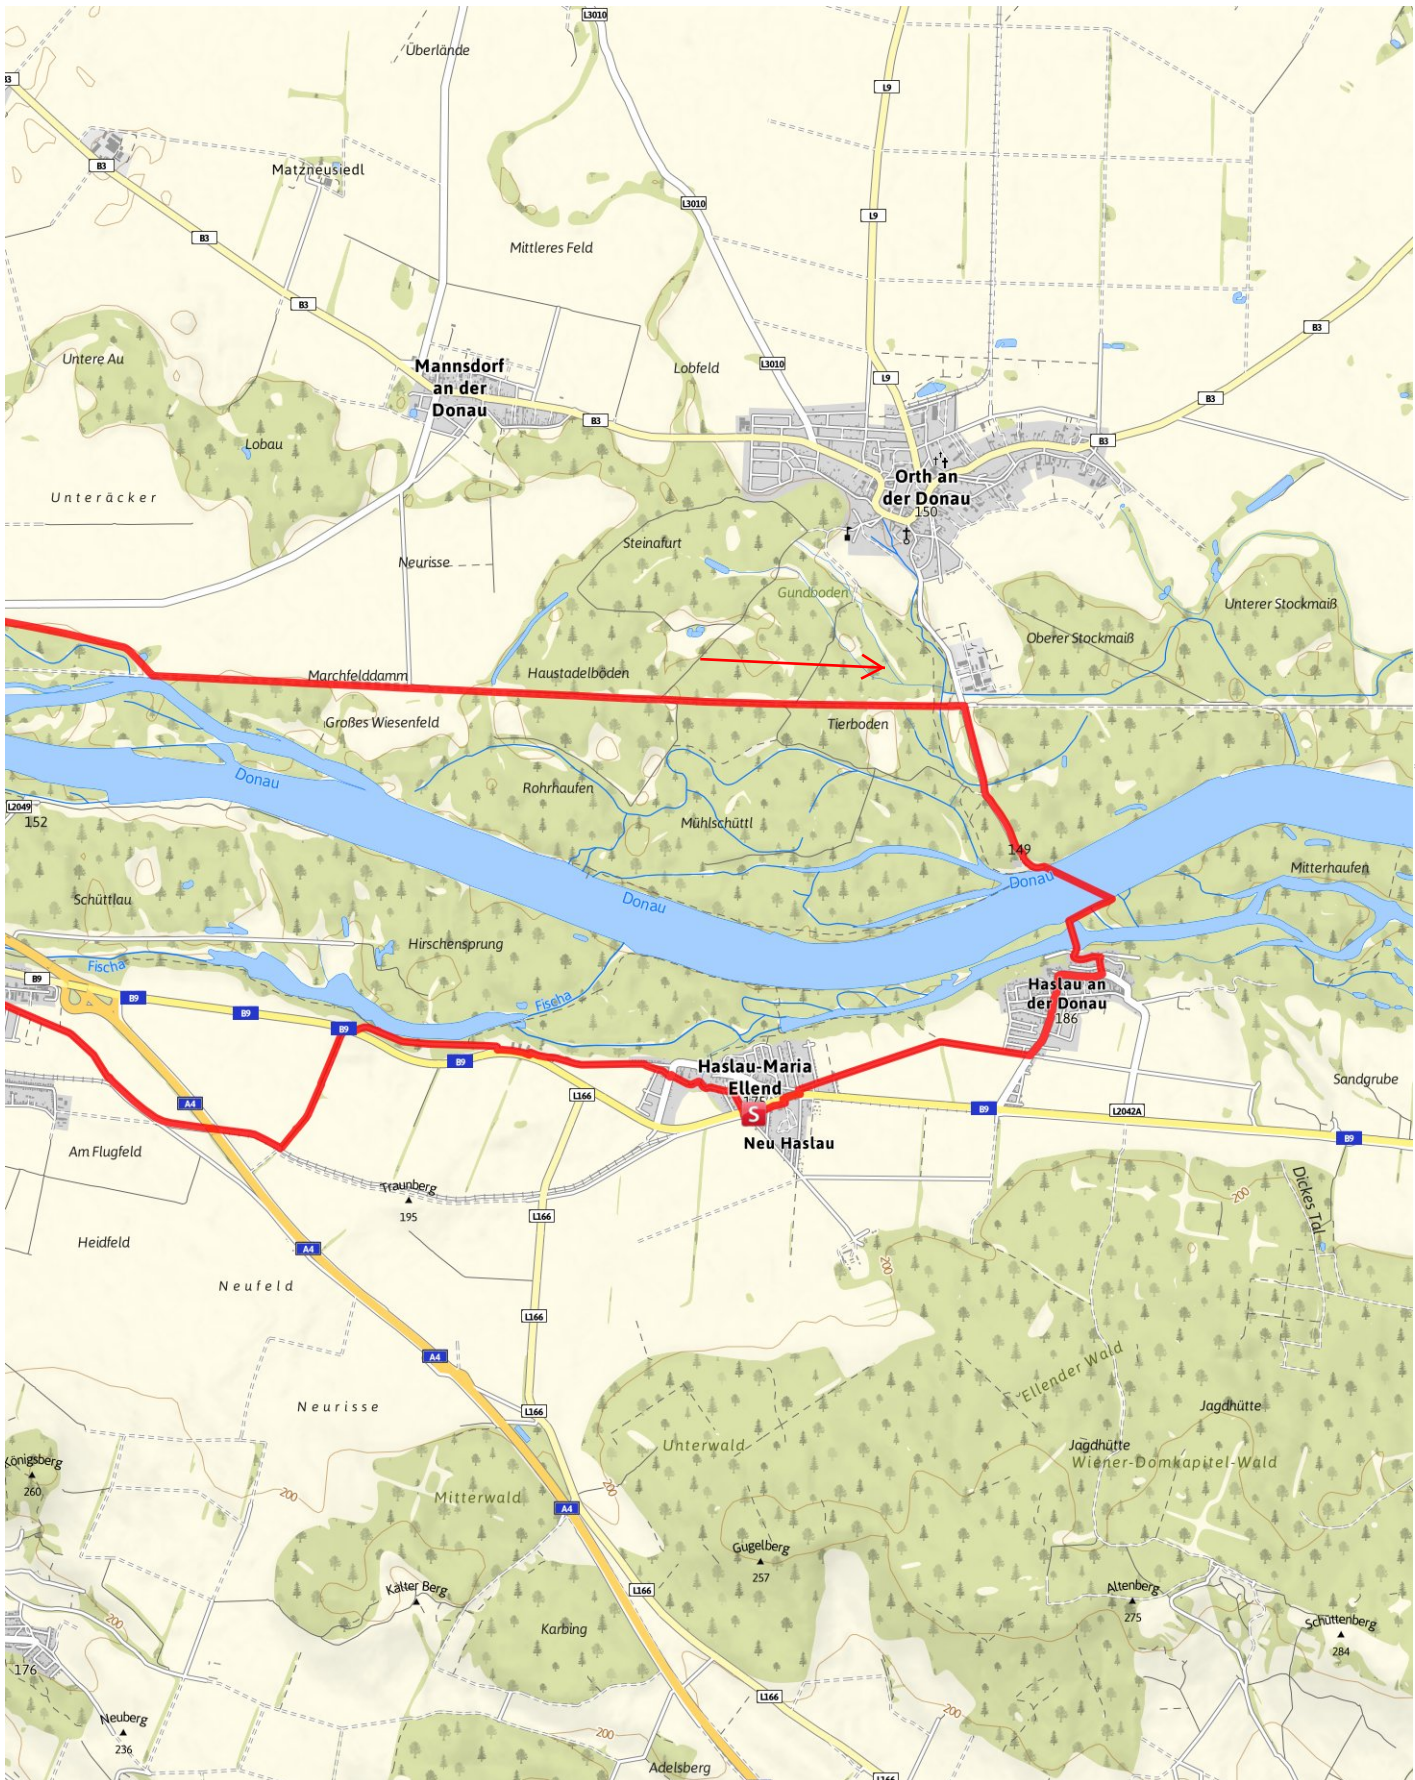 L3010
Überlände
B3
L9
B3
Matzneusiedl
L3010
L9
B3
Mittleres Feld
B3
B3
Untere Au
Mannsdorf
an der
Donau
Lobfeld
L3010
L9
B3
B3
B3
Lobau
Orth an
der Donau
150
Unteräcker
Steinafurt
Neurisse
Gundboden
Unterer Stockmaiß
Oberer Stockmaiß
Marchfelddamm
Haustadelböden
Großes Wiesenfeld
Tierboden
Donau
Rohrhaufen
L2049
152
Mühlschüttl
149
Donau
Mitterhaufen
Schüttlau
Donau
Hirschensprung
Fischa
B9
B9
B9
Fischa
B9
Haslau an
der Donau
186
B9
Haslau-Maria
Ellend
175
S
L166
Sandgrube
A4
B9
L2042A
B9
Neu Haslau
Am Flugfeld
Traunberg
195
Dickes Tal
200
L166
Heidfeld
A4
200
Neufeld
L166
A4
Ellender Wald
Neurisse
L166
Jagdhütte
Unterwald
Jagdhütte
Wiener-Domkapitel-Wald
Königsberg
260
200
Mitterwald
200
A4
Gugelberg
257
Kalter Berg
L166
Altenberg
275
200
Karbing
Schüttenberg
284
176
L166
Neuberg
236
200
200
Adelsberg
L166